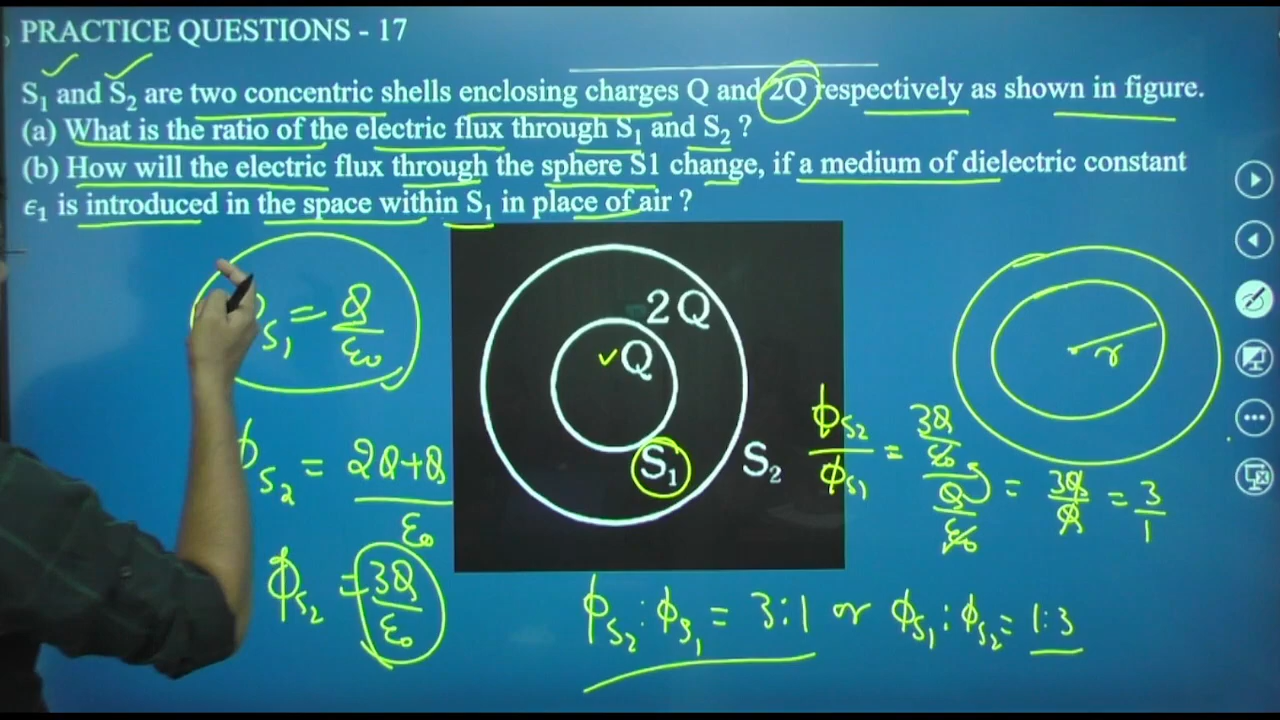 PRACTICE QUESTIONS - 17
S₁ and S₂ are two concentric shells enclosing charges Q and 2Q respectively as shown in figure.
(a) What is the ratio of the electric flux through S₁ and S₂ ?
(b) How will the electric flux through the sphere S1 change, if a medium of dielectric constant
ϵ₁ is introduced in the space within S₁ in place of air ?
S₁ = Q/ε₀
2Q
Q
S₁
S₂
r
ϕS₂ = 2Q+Q/ε₀
ϕS₂ = 3Q/ε₀
ϕS₂/ϕS₁ = 3Q/ε₀ / Q/ε₀ = 3Q/Q = 3/1
ϕS₂ : ϕS₁ = 3:1 or ϕS₁ : ϕS₂ = 1:3